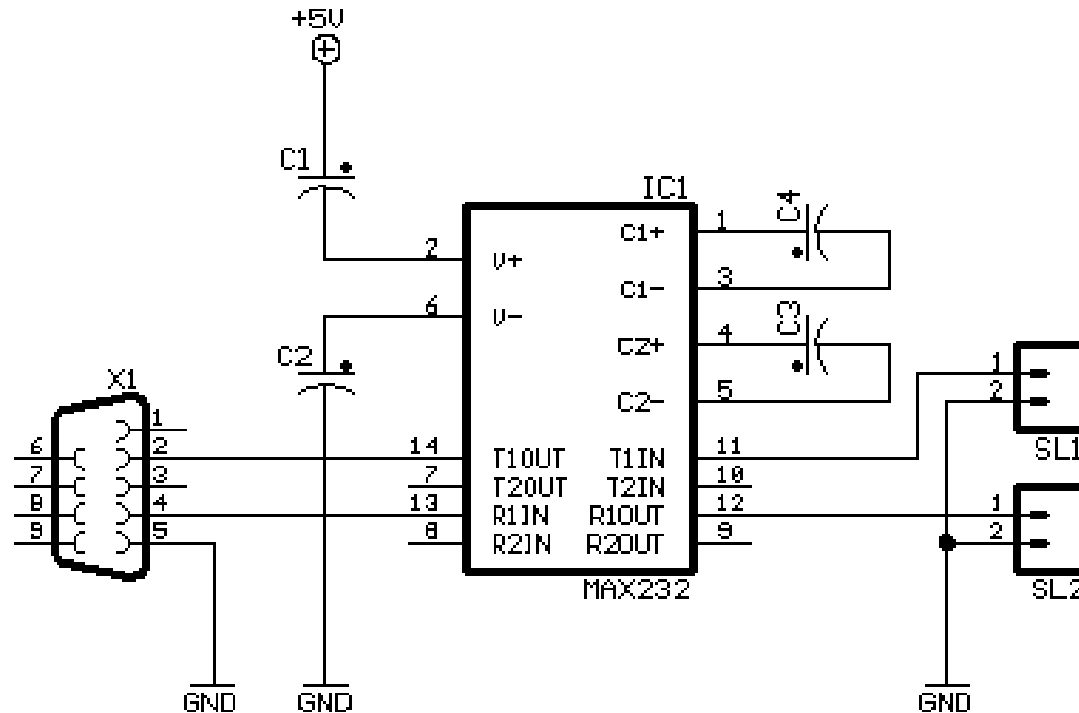 +5V
C1
IC1
2 V+ C1+ 1 C4
C1- 3
6 V- C2+ 4 C3
C2 C2- 5
1
2
SL1
X1
1
6 2 14 T1OUT T1IN 11
7 3 7 T2OUT T2IN 10
8 4 13 R1IN R1OUT 12 1
9 5 8 R2IN R2OUT 9 2
MAX232 SL2
GND GND GND